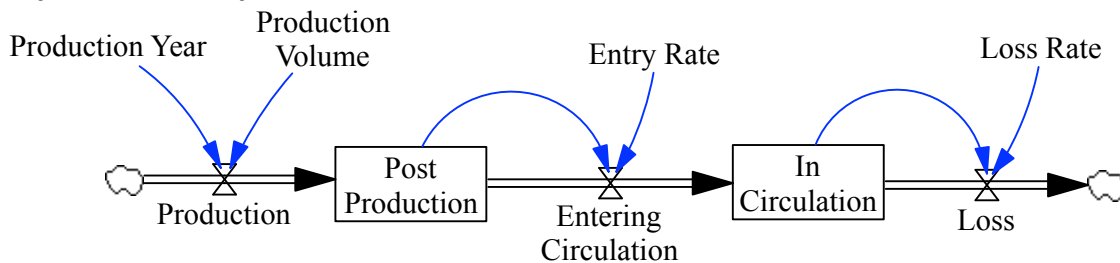 Production Year
Production
Volume
Entry Rate
Loss Rate
Post
Production
In
Circulation
Production
Entering
Circulation
Loss